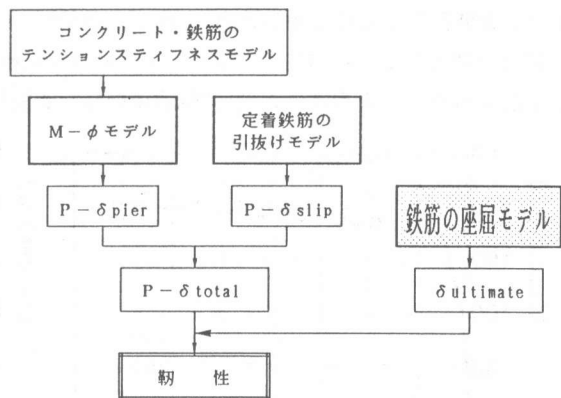 コンクリート・鉄筋の
テンションスティフネスモデル
M－φモデル
定着鉄筋の
引抜けモデル
P－δpier
P－δslip
鉄筋の座屈モデル
P－δtotal
δultimate
靭　性